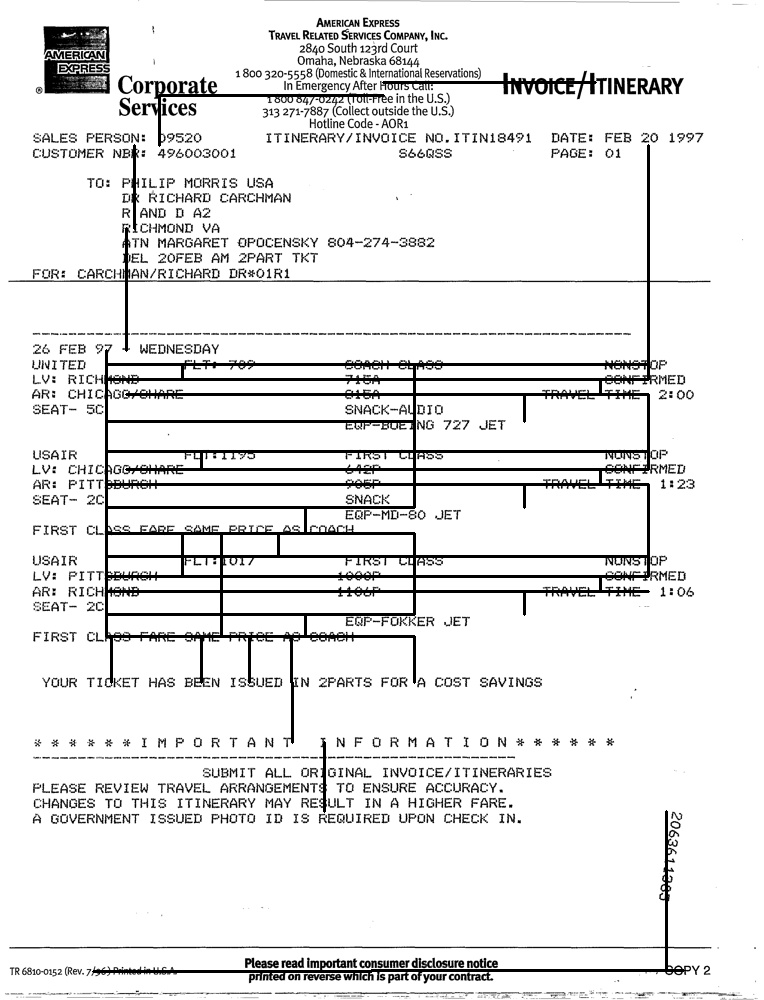 AMERICAN EXPRESS
TRAVEL RELATED SERVICES COMPANY, INC.
2840 South 123rd Court
Omaha, Nebraska 68144
1 800 320-5558 (Domestic & International Reservations)
In Emergency After Hours Call:
1 800 847-0242 (Toll-Free in the U.S.)
313 271-7887 (Collect outside the U.S.)
Hotline Code - AOR1
AMERICAN EXPRESS ®
Corporate Services
INVOICE/ITINERARY
SALES PERSON: 09520 ITINERARY/INVOICE NO. ITIN18491 DATE: FEB 20 1997
CUSTOMER NBR: 496003001 S66QSS PAGE: 01
TO: PHILIP MORRIS USA
DR RICHARD CARCHMAN
R AND D A2
RICHMOND VA
ATN MARGARET OPOCENSKY 804-274-3882
DEL 20FEB AM 2PART TKT
FOR: CARCHMAN/RICHARD DR*01R1
26 FEB 97 - WEDNESDAY
UNITED FLT: 789 COACH CLASS NONSTOP
LV: RICHMOND 715A CONFIRMED
AR: CHICAGO/OHARE 815A TRAVEL TIME 2:00
SEAT- 5C SNACK-AUDIO
EQP-BOEING 727 JET
USAIR FLT:1195 FIRST CLASS NONSTOP
LV: CHICAGO/OHARE 642P CONFIRMED
AR: PITTSBURGH 905P TRAVEL TIME 1:23
SEAT- 2C SNACK
EQP-MD-80 JET
FIRST CLASS FARE SAME PRICE AS COACH
USAIR FLT:1017 FIRST CLASS NONSTOP
LV: PITTSBURGH 1000P CONFIRMED
AR: RICHMOND 1106P TRAVEL TIME 1:06
SEAT- 2C
EQP-FOKKER JET
FIRST CLASS FARE SAME PRICE AS COACH
YOUR TICKET HAS BEEN ISSUED IN 2PARTS FOR A COST SAVINGS
* * * * * * I M P O R T A N T I N F O R M A T I O N * * * * * *
SUBMIT ALL ORIGINAL INVOICE/ITINERARIES
PLEASE REVIEW TRAVEL ARRANGEMENTS TO ENSURE ACCURACY.
CHANGES TO THIS ITINERARY MAY RESULT IN A HIGHER FARE.
A GOVERNMENT ISSUED PHOTO ID IS REQUIRED UPON CHECK IN.
TR 6810-0152 (Rev. 7/96) Printed in U.S.A.
Please read important consumer disclosure notice
printed on reverse which is part of your contract.
COPY 2